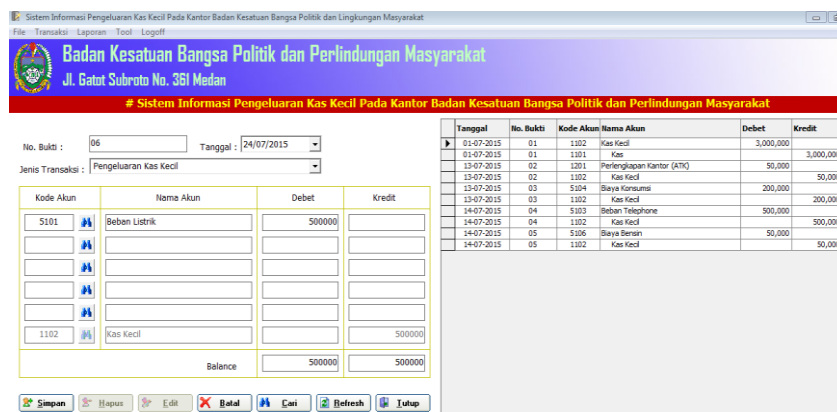 Sistem Informasi Pengeluaran Kas Kecil Pada Kantor Badan Kesatuan Bangsa Politik dan Lingkungan Masyarakat
File Transaksi Laporan Tool Logoff
Badan Kesatuan Bangsa Politik dan Perlindungan Masyarakat
Jl. Gatot Subroto No. 361 Medan
# Sistem Informasi Pengeluaran Kas Kecil Pada Kantor Badan Kesatuan Bangsa Politik dan Perlindungan Masyarakat
No. Bukti : 06 Tanggal : 24/07/2015
Jenis Transaksi : Pengeluaran Kas Kecil
Kode Akun Nama Akun Debet Kredit
5101 Beban Listrik 500000
1102 Kas Kecil 500000
Balance 500000 500000
Simpan Hapus Edit Batal Cari Refresh Tutup
Tanggal No. Bukti Kode Akun Nama Akun Debet Kredit
01-07-2015 01 1102 Kas Kecil 3,000,000
01-07-2015 01 1101 Kas 3,000,000
13-07-2015 02 1201 Perlengkapan Kantor (ATK) 50,000
13-07-2015 02 1102 Kas Kecil 50,00
13-07-2015 03 5104 Biaya Konsumsi 200,000
13-07-2015 03 1102 Kas Kecil 200,00
14-07-2015 04 5103 Beban Telephone 500,000
14-07-2015 04 1102 Kas Kecil 500,00
14-07-2015 05 5106 Biaya Bensin 50,000
14-07-2015 05 1102 Kas Kecil 50,00